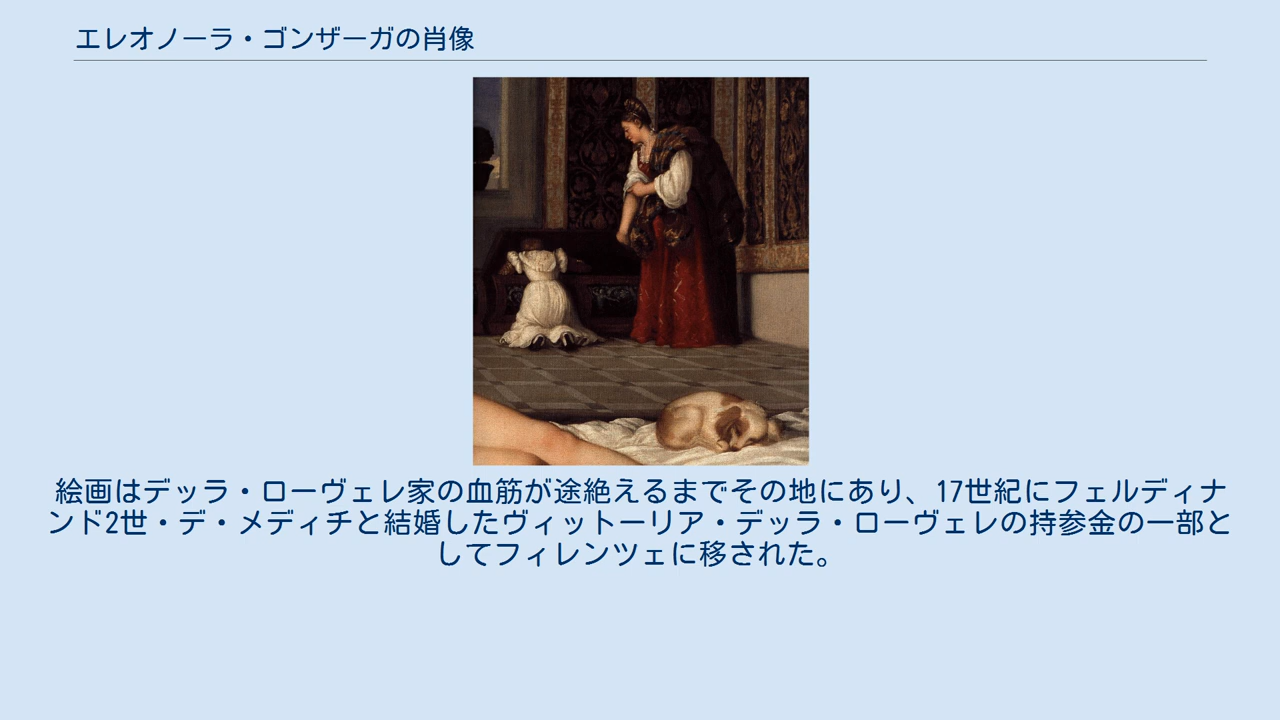 エレオノーラ・ゴンザーガの肖像
絵画はデッラ・ローヴェレ家の血筋が途絶えるまでその地にあり、17世紀にフェルディナ
ンド2世・デ・メディチと結婚したヴィットーリア・デッラ・ローヴェレの持参金の一部と
してフィレンツェに移された。